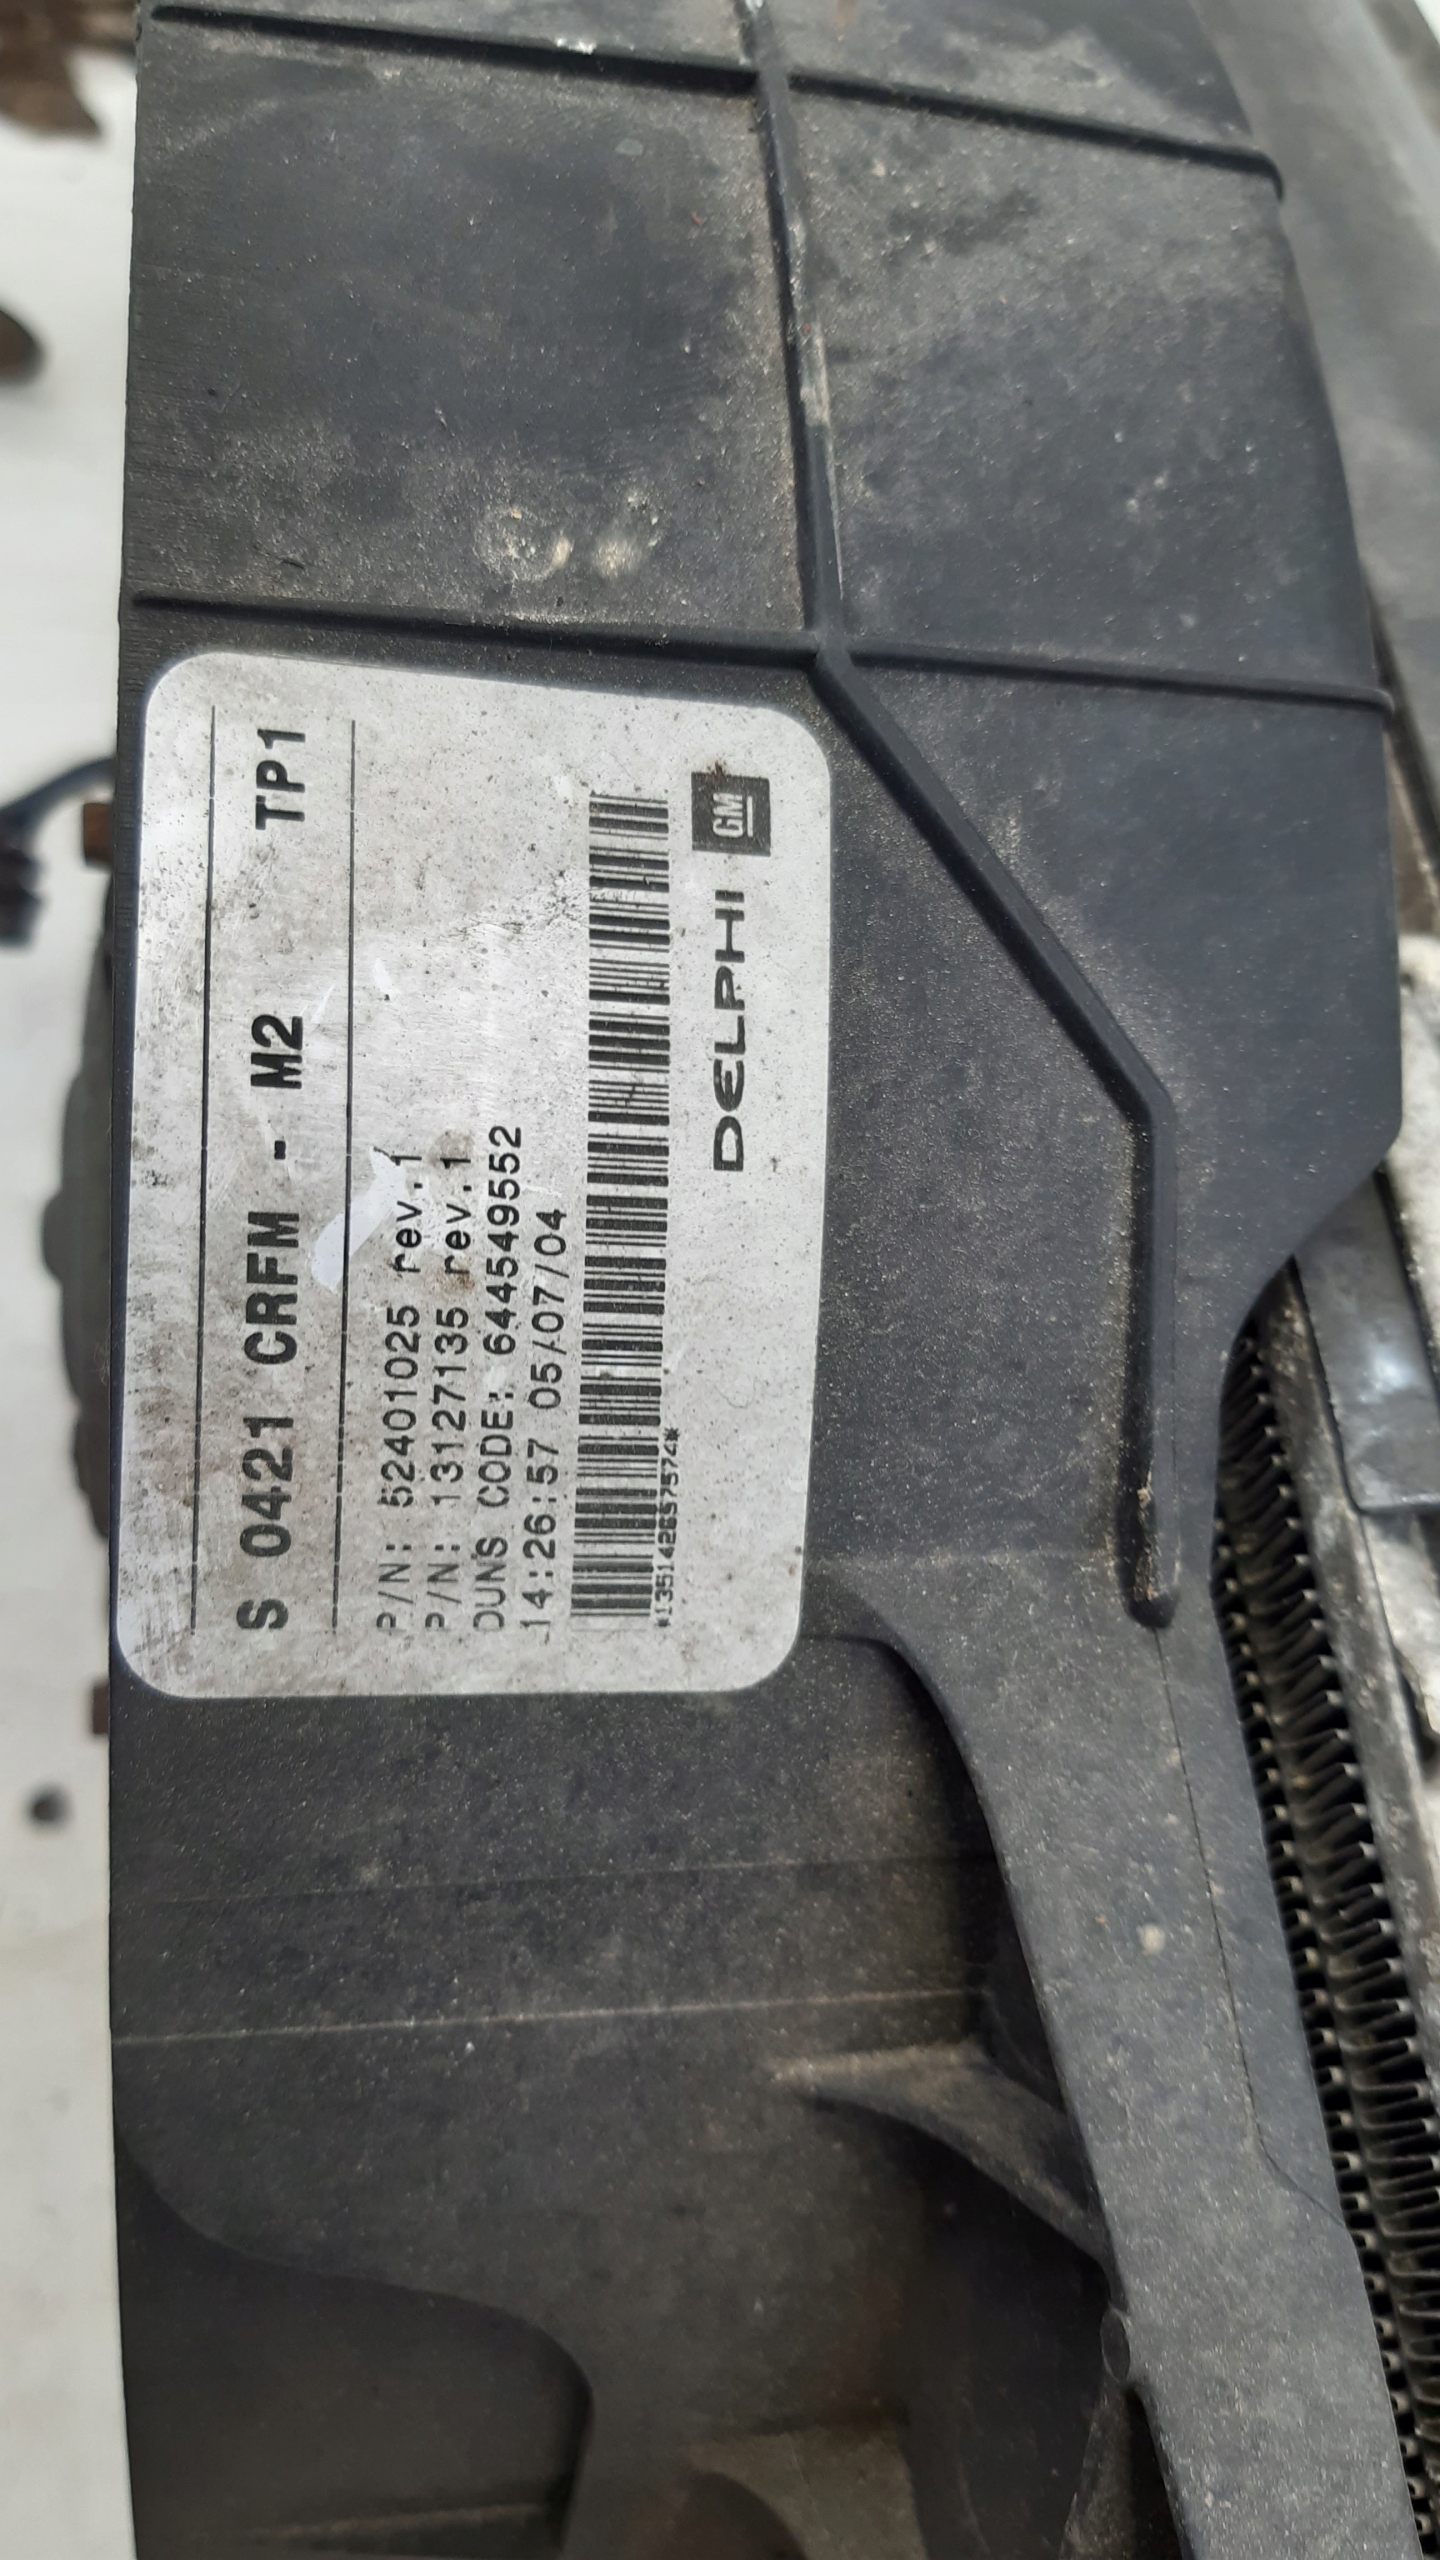 S 0421 CRFM - M2 TP1
P/N: 52401025 rev.1
P/N: 13127135 rev.1
DUNS CODE: 644549552
14:26:57 05/07/04
*1351426557574*
DELPHI GM